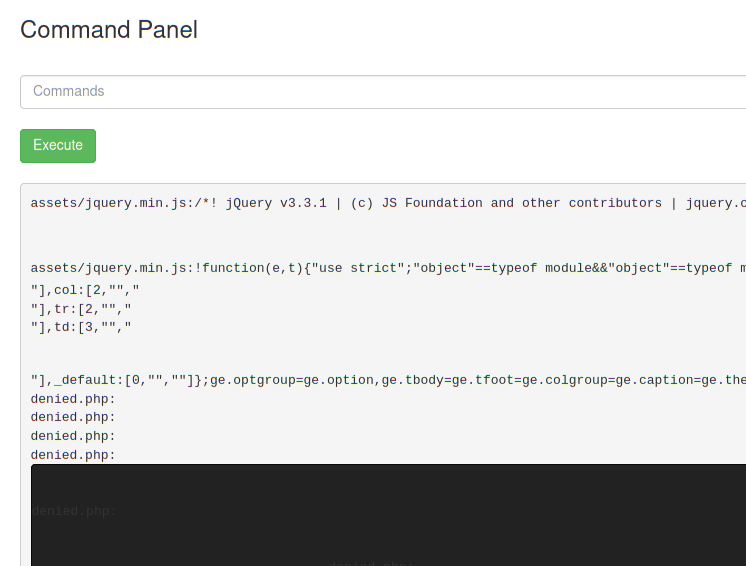 Command Panel
Commands
Execute
assets/jquery.min.js:/*! jQuery v3.3.1 | (c) JS Foundation and other contributors | jquery.
assets/jquery.min.js:!function(e,t){"use strict";"object"==typeof module&&"object"==typeof
"],col:[2,"","
"],tr:[2,"","
"],td:[3,"","
"],_default:[0,"",""]};ge.optgroup=ge.option,ge.tbody=ge.tfoot=ge.colgroup=ge.caption=ge.the
denied.php:
denied.php:
denied.php:
denied.php:
denied.php:
denied.php: